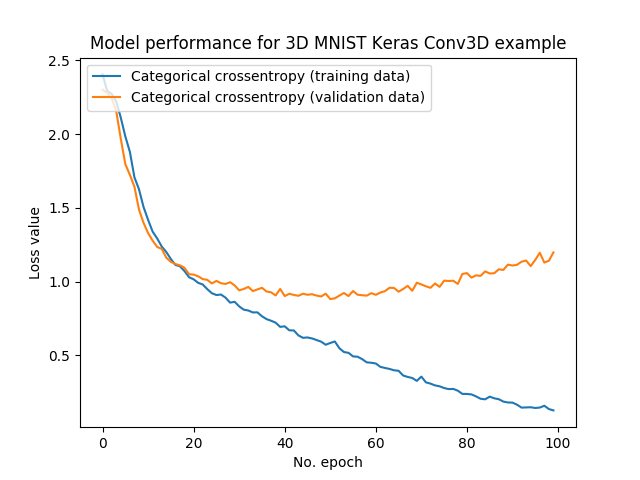 Model performance for 3D MNIST Keras Conv3D example
Categorical crossentropy (training data)
Categorical crossentropy (validation data)
2.5
2.0
1.5
1.0
0.5
Loss value
0 20 40 60 80 100
No. epoch